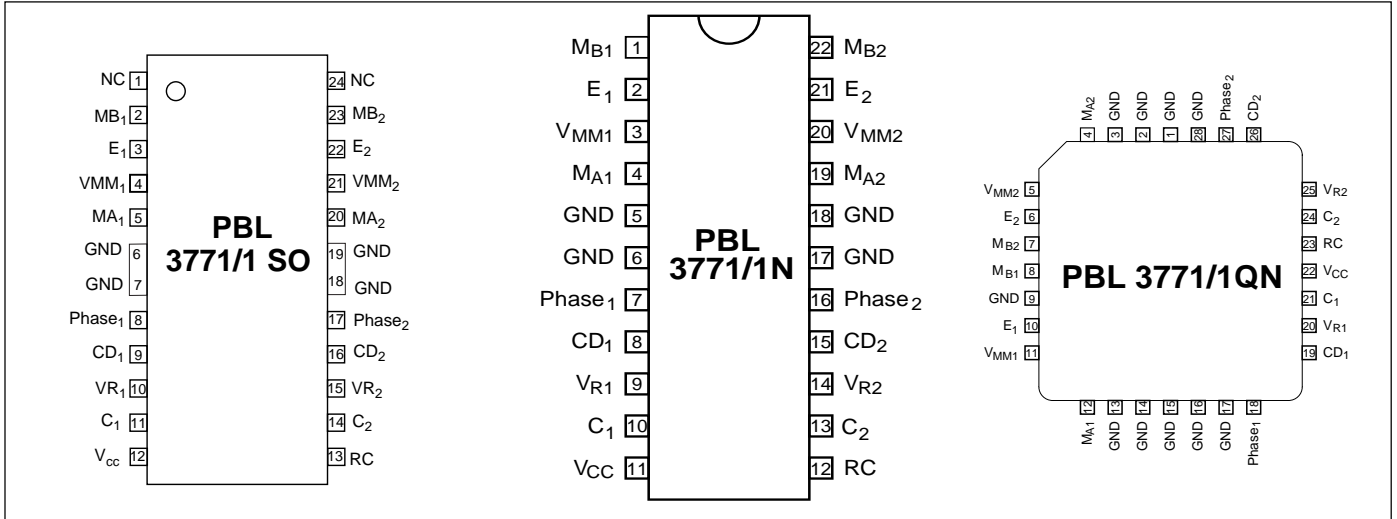 NC 1
MB₁ 2
E₁ 3
VMM₁ 4
MA₁ 5
GND 6
GND 7
Phase₁ 8
CD₁ 9
VR₁ 10
C₁ 11
Vcc 12
PBL
3771/1 SO
24 NC
23 MB₂
22 E₂
21 VMM₂
20 MA₂
19 GND
18 GND
17 Phase₂
16 CD₂
15 VR₂
14 C₂
13 RC
MB1 1
E₁ 2
VMM1 3
MA1 4
GND 5
GND 6
Phase₁ 7
CD₁ 8
VR1 9
C₁ 10
VCC 11
PBL
3771/1N
22 MB2
21 E₂
20 VMM2
19 MA2
18 GND
17 GND
16 Phase₂
15 CD₂
14 VR2
13 C₂
12 RC
MA2 GND GND GND GND Phase₂ CD₂
4 3 2 1 28 27 26
VMM2 5
E₂ 6
MB2 7
MB1 8
GND 9
E₁ 10
VMM1 11
PBL 3771/1QN
25 VR2
24 C₂
23 RC
22 VCC
21 C₁
20 VR1
19 CD₁
12 13 14 15 16 17 18
MA1 GND GND GND GND GND Phase₁